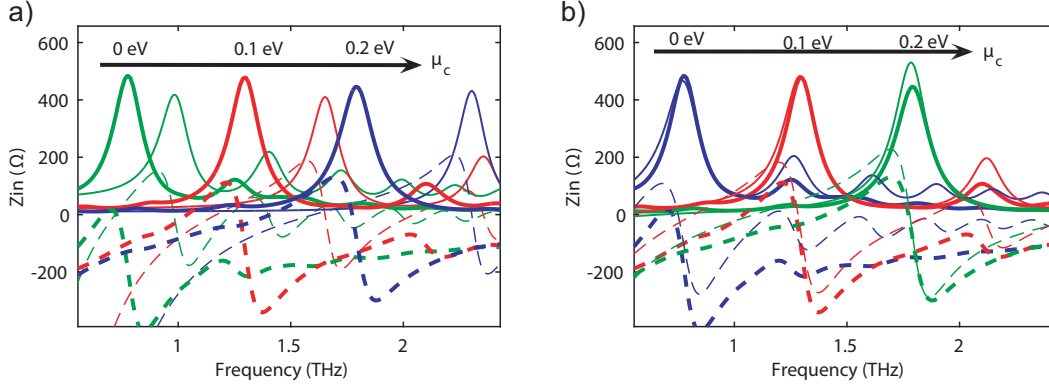 a)
600
400
200
0
-200
Zin (Ω)
0 eV
0.1 eV
0.2 eV
μc
1
1.5
2
Frequency (THz)
b)
600
400
200
0
-200
Zin (Ω)
0 eV
0.1 eV
0.2 eV
μc
1
1.5
2
Frequency (THz)